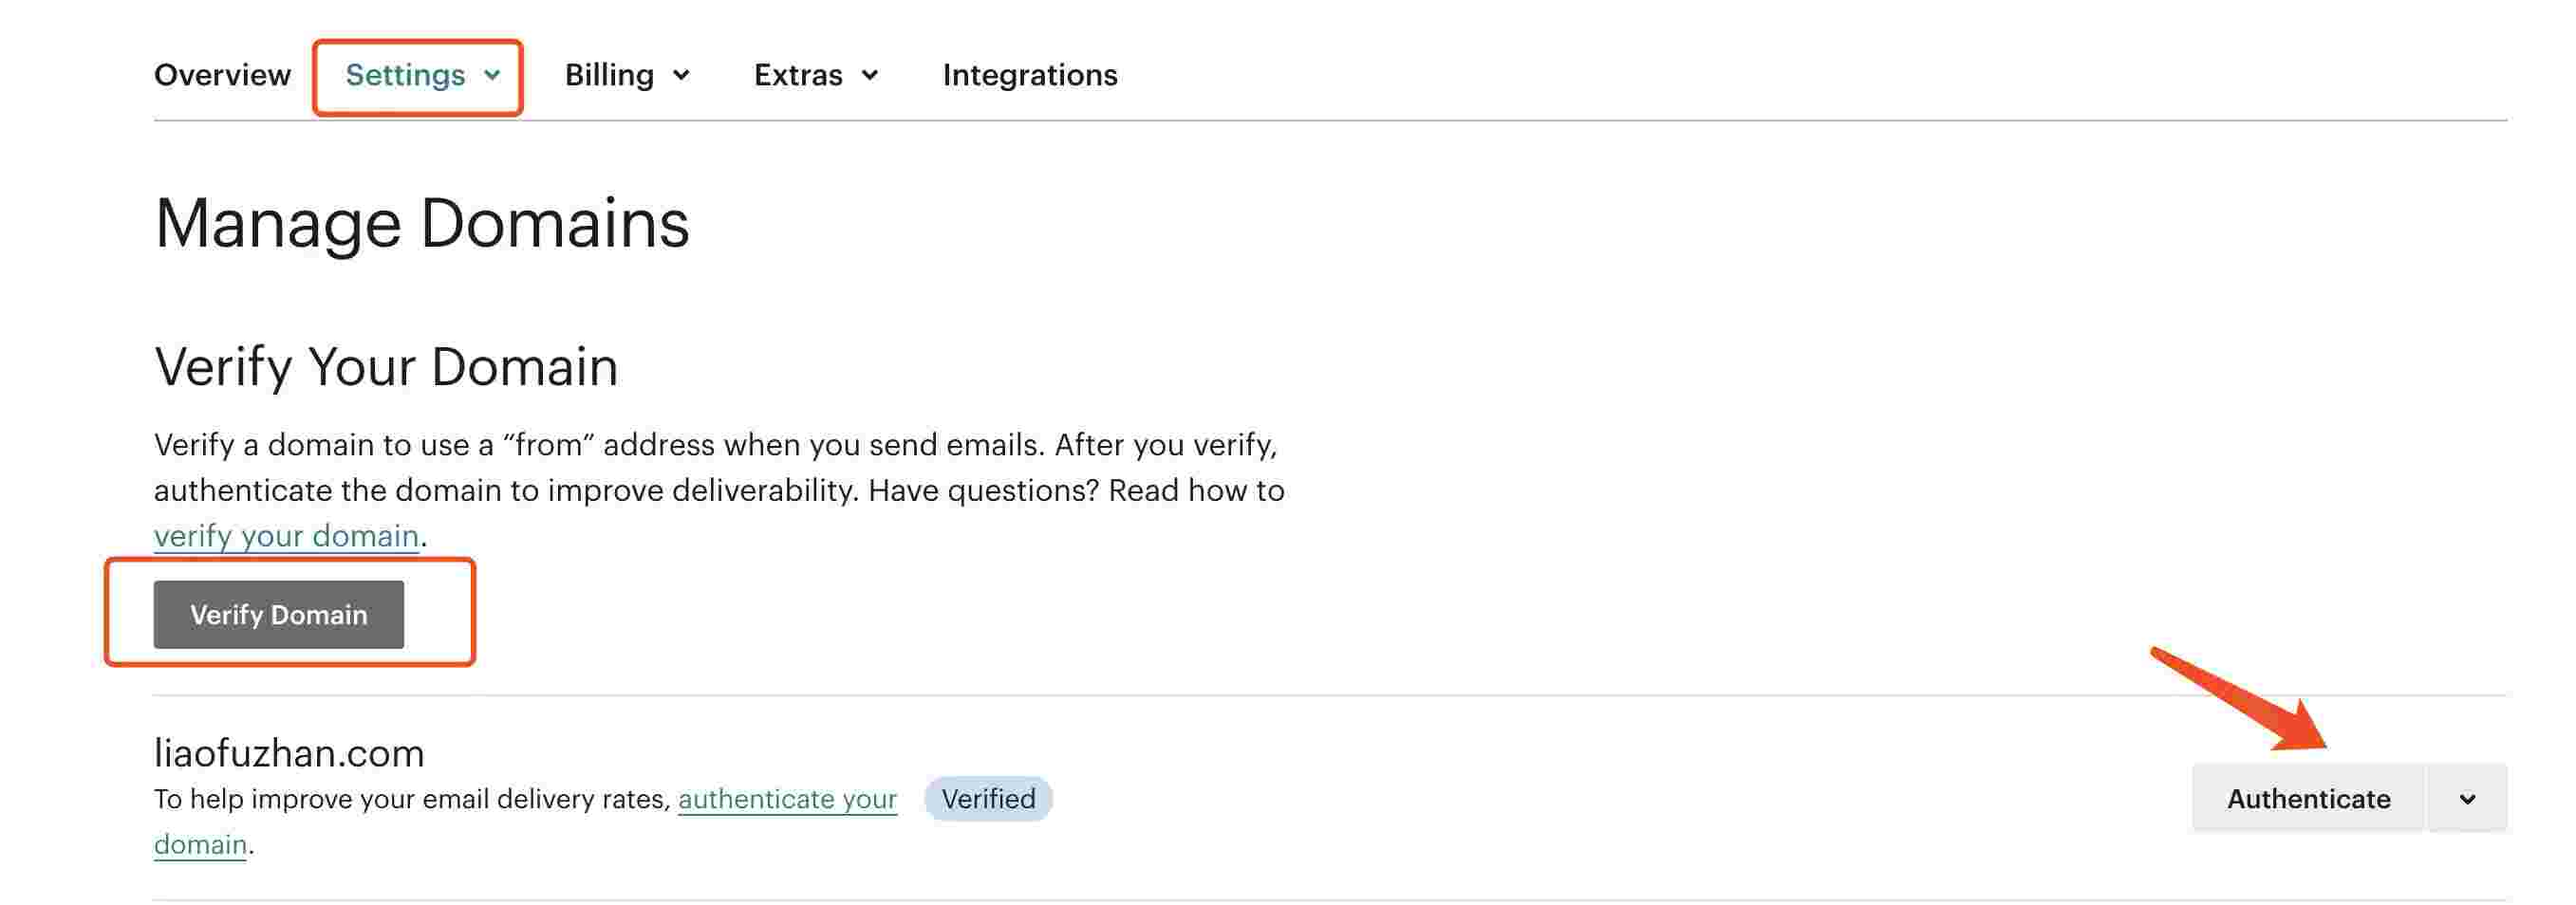 Overview Settings Billing Extras Integrations
Manage Domains
Verify Your Domain
Verify a domain to use a “from” address when you send emails. After you verify,
authenticate the domain to improve deliverability. Have questions? Read how to
verify your domain.
Verify Domain
liaofuzhan.com
To help improve your email delivery rates, authenticate your
domain.
Verified
Authenticate